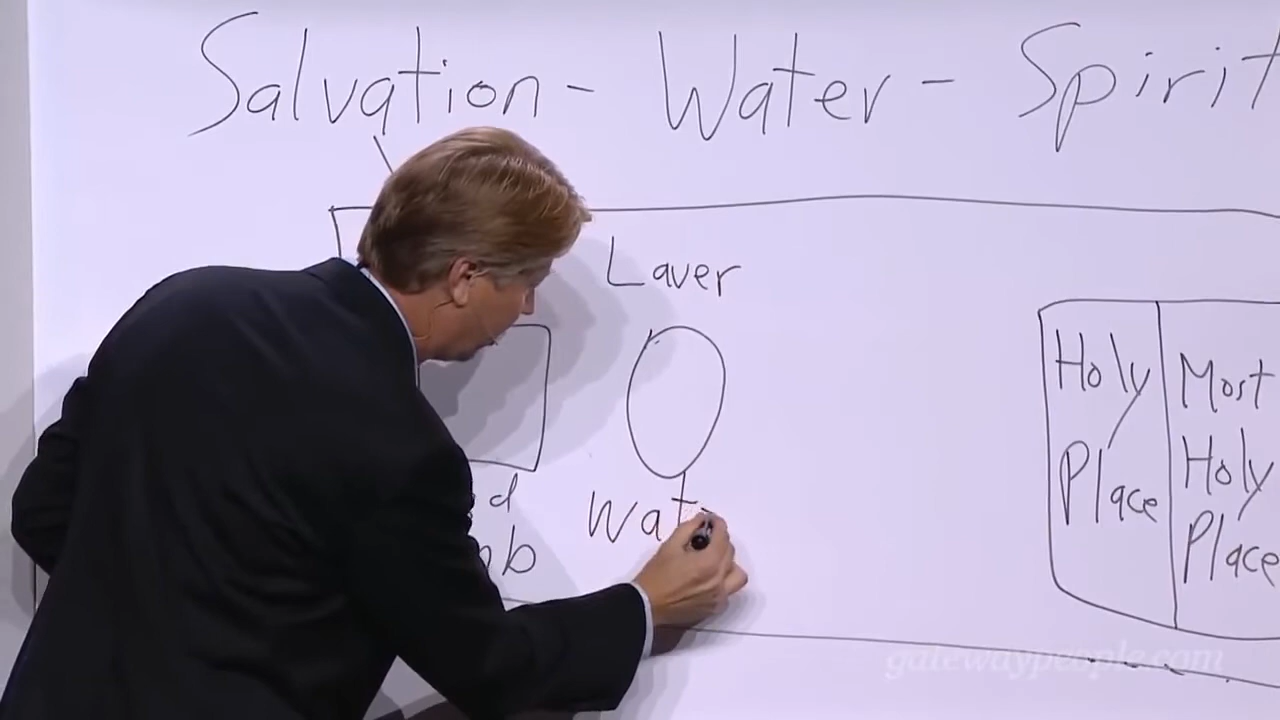 Salvation - Water - Spirit
Laver
Holy
Place
Most
Holy
Place
gatewaypeople.com